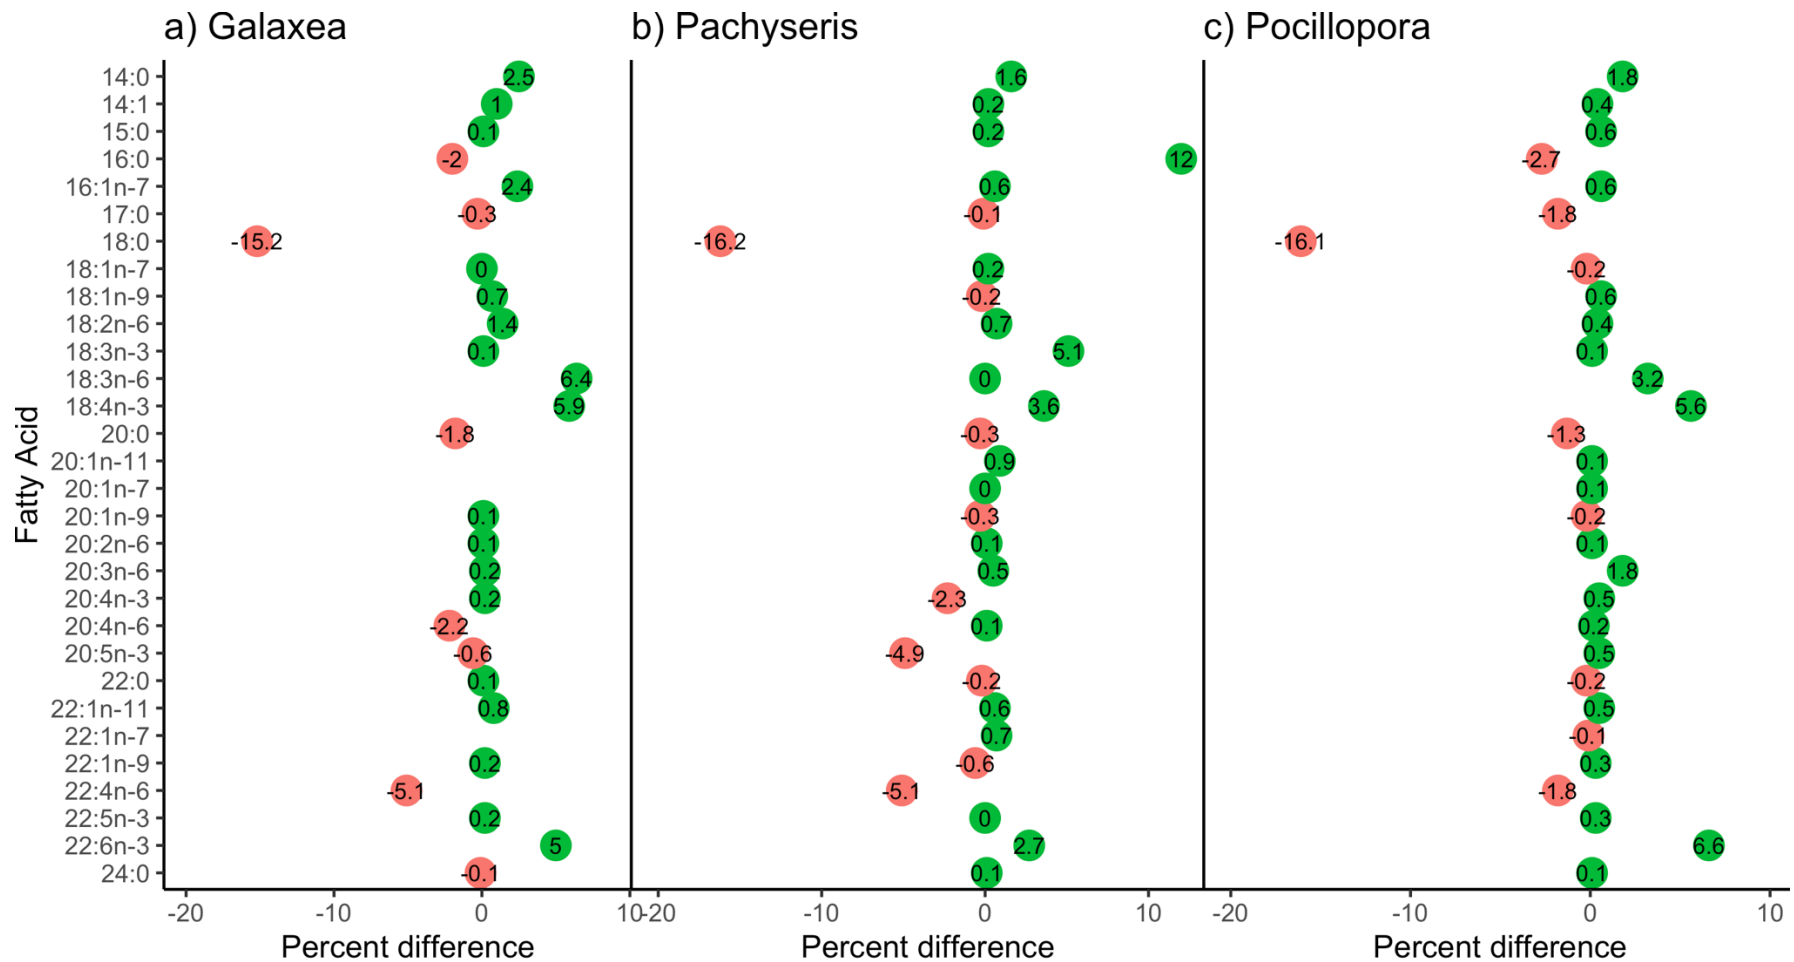 a) Galaxea b) Pachyseris c) Pocillopora
14:0 2.5 1.6 1.8
14:1 1 0.2 0.4
15:0 0.1 0.2 0.6
16:0 -2 12 -2.7
16:1n-7 2.4 0.6 0.6
17:0 -0.3 -0.1 -1.8
18:0 -15.2 -16.2 -16.1
18:1n-7 0 0.2 -0.2
18:1n-9 0.7 -0.2 0.6
18:2n-6 1.4 0.7 0.4
18:3n-3 0.1 5.1 0.1
18:3n-6 6.4 0 3.2
18:4n-3 5.9 3.6 5.6
20:0 -1.8 -0.3 -1.3
20:1n-11 0.9 0.1
20:1n-7 0 0.1
20:1n-9 0.1 -0.3 -0.2
20:2n-6 0.1 0.1 0.1
20:3n-6 0.2 0.5 1.8
20:4n-3 0.2 -2.3 0.5
20:4n-6 -2.2 0.1 0.2
20:5n-3 -0.6 -4.9 0.5
22:0 0.1 -0.2 -0.2
22:1n-11 0.8 0.6 0.5
22:1n-7 0.7 -0.1
22:1n-9 0.2 -0.6 0.3
22:4n-6 -5.1 -5.1 -1.8
22:5n-3 0.2 0 0.3
22:6n-3 5 2.7 6.6
24:0 -0.1 0.1 0.1
Fatty Acid
-20 -10 0 10 -20 -10 0 10 -20 -10 0 10
Percent difference Percent difference Percent difference